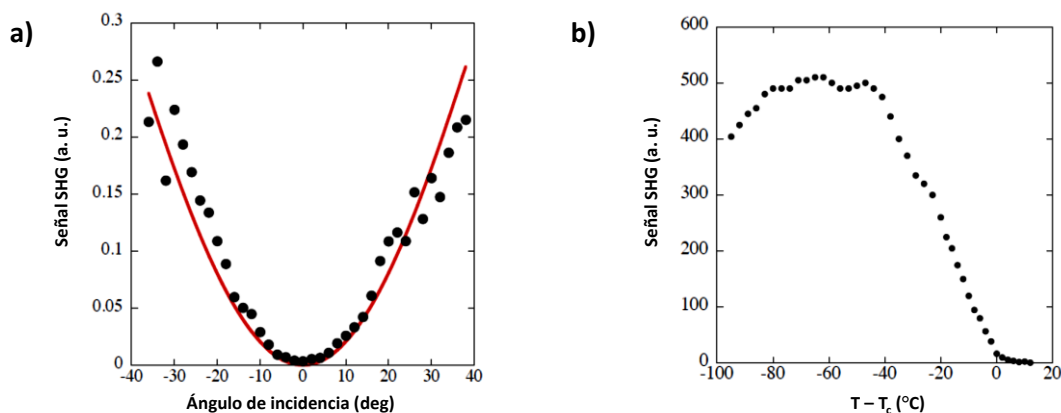 a)
Señal SHG (a. u.)
0.3
0.25
0.2
0.15
0.1
0.05
0
-40 -30 -20 -10 0 10 20 30 40
Ángulo de incidencia (deg)
b)
Señal SHG (a. u.)
600
500
400
300
200
100
0
-100 -80 -60 -40 -20 0 20
T – Tc (°C)